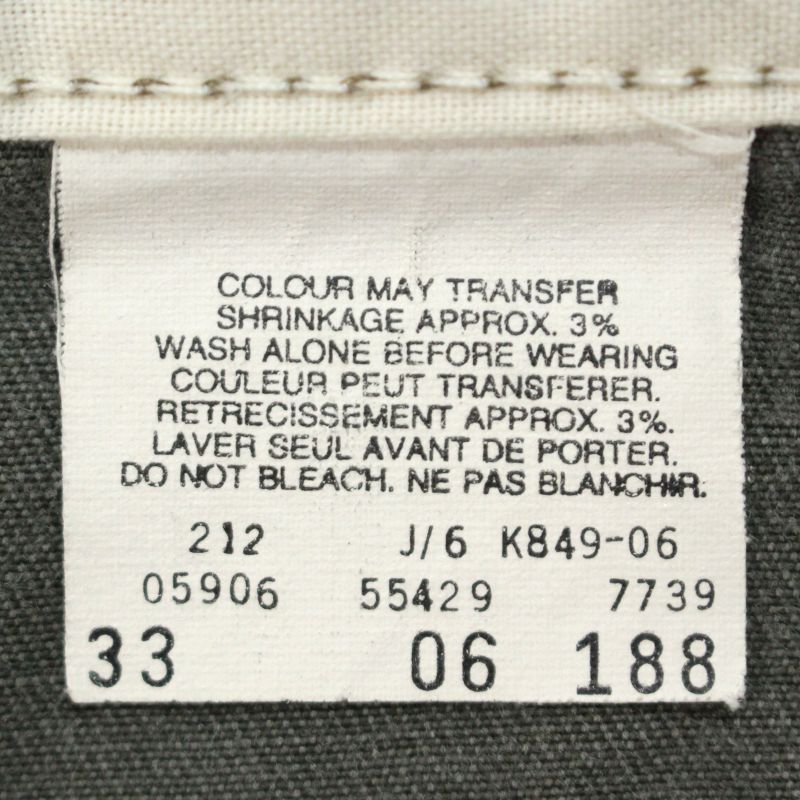 COLOUR MAY TRANSFER
SHRINKAGE APPROX. 3%
WASH ALONE BEFORE WEARING
COULEUR PEUT TRANSFERER.
RETRECISSEMENT APPROX. 3%.
LAVER SEUL AVANT DE PORTER.
DO NOT BLEACH. NE PAS BLANCHIR.
212 J/6 K849-06
05906 55429 7739
33 06 188